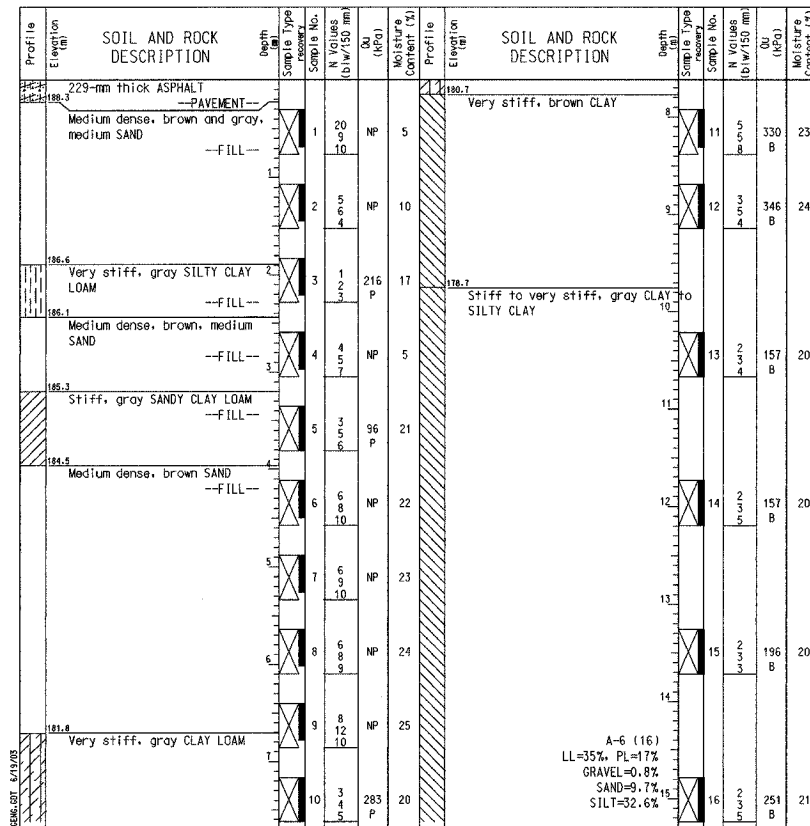 Profile
Elevation (m)
SOIL AND ROCK DESCRIPTION
Depth (m)
Sample Type recovery
Sample No.
N Values (blw/150 mm)
Qu (kPa)
Moisture Content (%)
229-mm thick ASPHALT
188.3 --PAVEMENT--
Medium dense, brown and gray, medium SAND
--FILL--
1 20 9 10 NP 5
1
2 5 6 4 NP 10
186.6
Very stiff, gray SILTY CLAY LOAM
--FILL--
2
3 1 2 3 216 P 17
186.1
Medium dense, brown, medium SAND
--FILL--
3
4 4 5 7 NP 5
185.3
Stiff, gray SANDY CLAY LOAM
--FILL--
5 3 5 6 96 P 21
4
184.5
Medium dense, brown SAND
--FILL--
6 6 8 10 NP 22
5
7 6 9 10 NP 23
6
8 6 8 9 NP 24
9 8 12 10 NP 25
181.8
Very stiff, gray CLAY LOAM
7
10 3 4 5 283 P 20
6/19/03
Profile
Elevation (m)
SOIL AND ROCK DESCRIPTION
Depth (m)
Sample Type recovery
Sample No.
N Values (blw/150 mm)
Qu (kPa)
Moisture Content (%)
180.7
Very stiff, brown CLAY
8
11 5 5 8 330 B 23
9
12 3 5 4 346 B 24
178.7
Stiff to very stiff, gray CLAY to SILTY CLAY
10
13 2 3 4 157 B 20
11
12
14 2 3 5 157 B 20
13
15 2 3 3 196 B 20
14
A-6 (16)
LL=35%, PL=17%
GRAVEL=0.8%
SAND=9.7%
15
SILT=32.6%
16 2 3 5 251 B 21